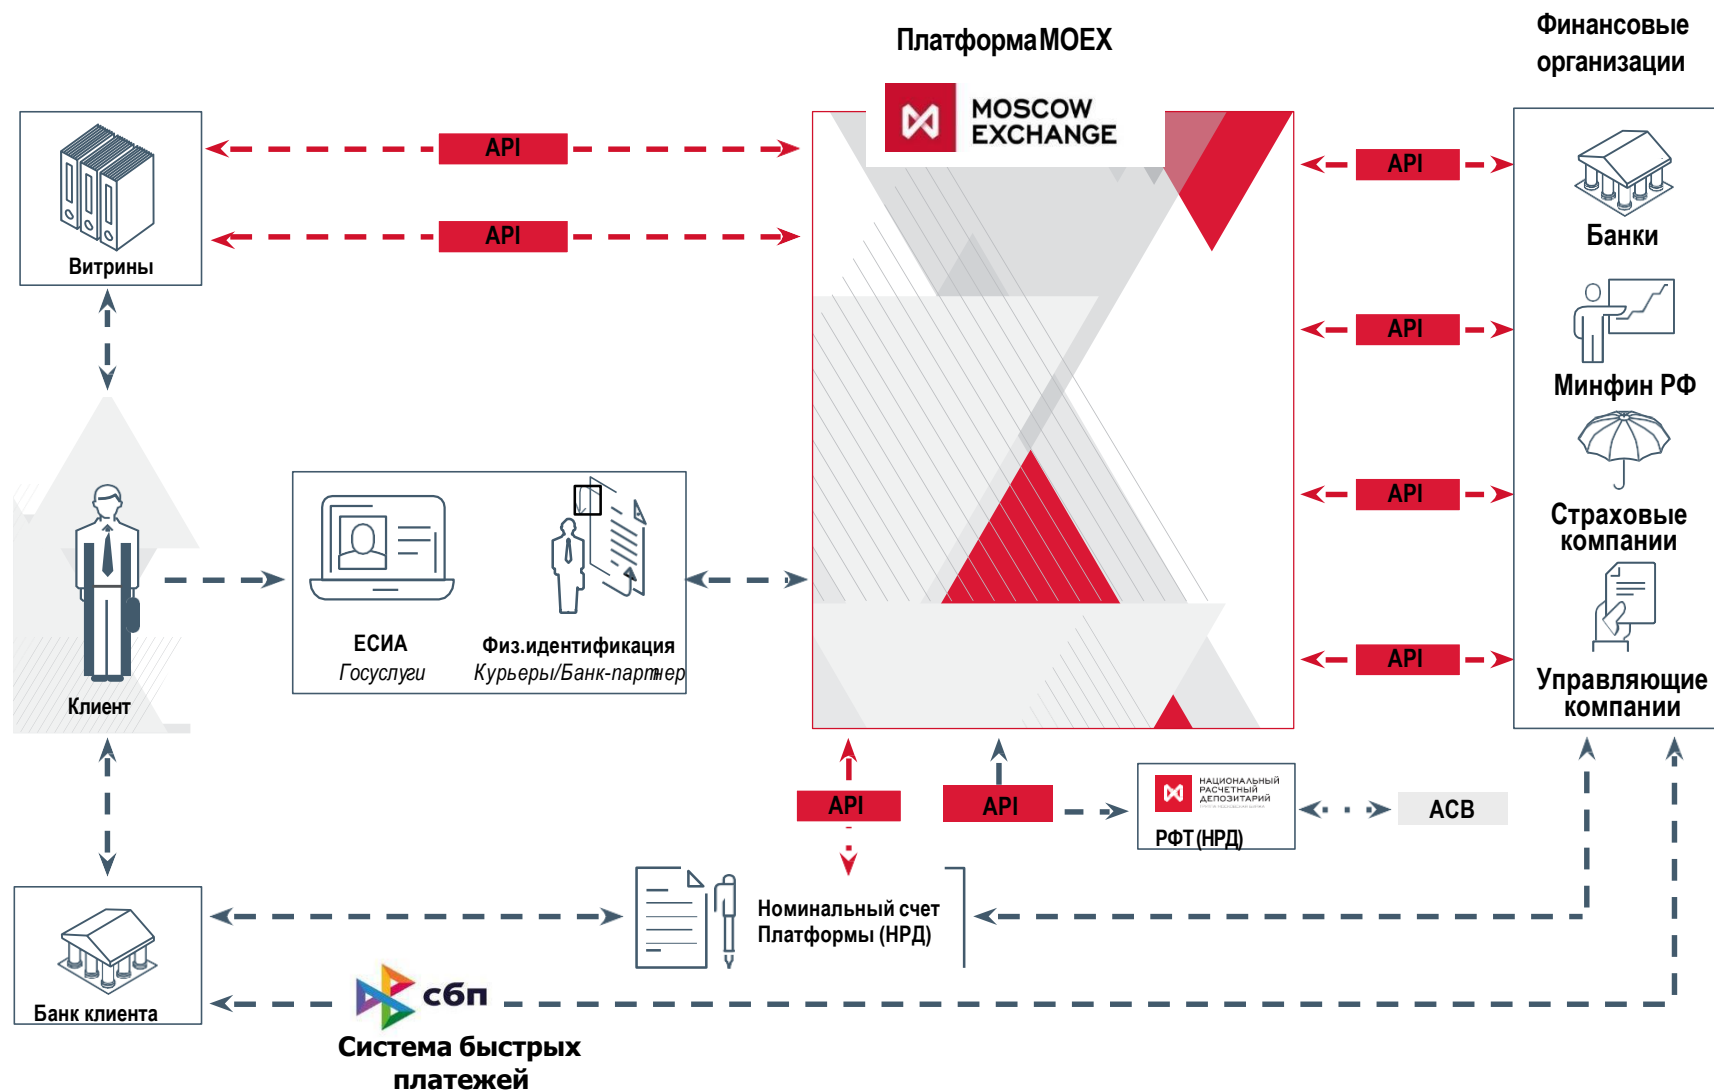 Платформа MOEX
Финансовые
организации
MOSCOW
EXCHANGE
API
API
API
API
API
API
Витрины
Банки
Минфин РФ
Страховые
компании
Управляющие
компании
Клиент
ЕСИА
Госуслуги
Физ.идентификация
Курьеры/Банк-партнер
API
API
НАЦИОНАЛЬНЫЙ
РАСЧЕТНЫЙ
ДЕПОЗИТАРИЙ
РФТ (НРД)
АСВ
Номинальный счет
Платформы (НРД)
Банк клиента
сбп
Система быстрых
платежей